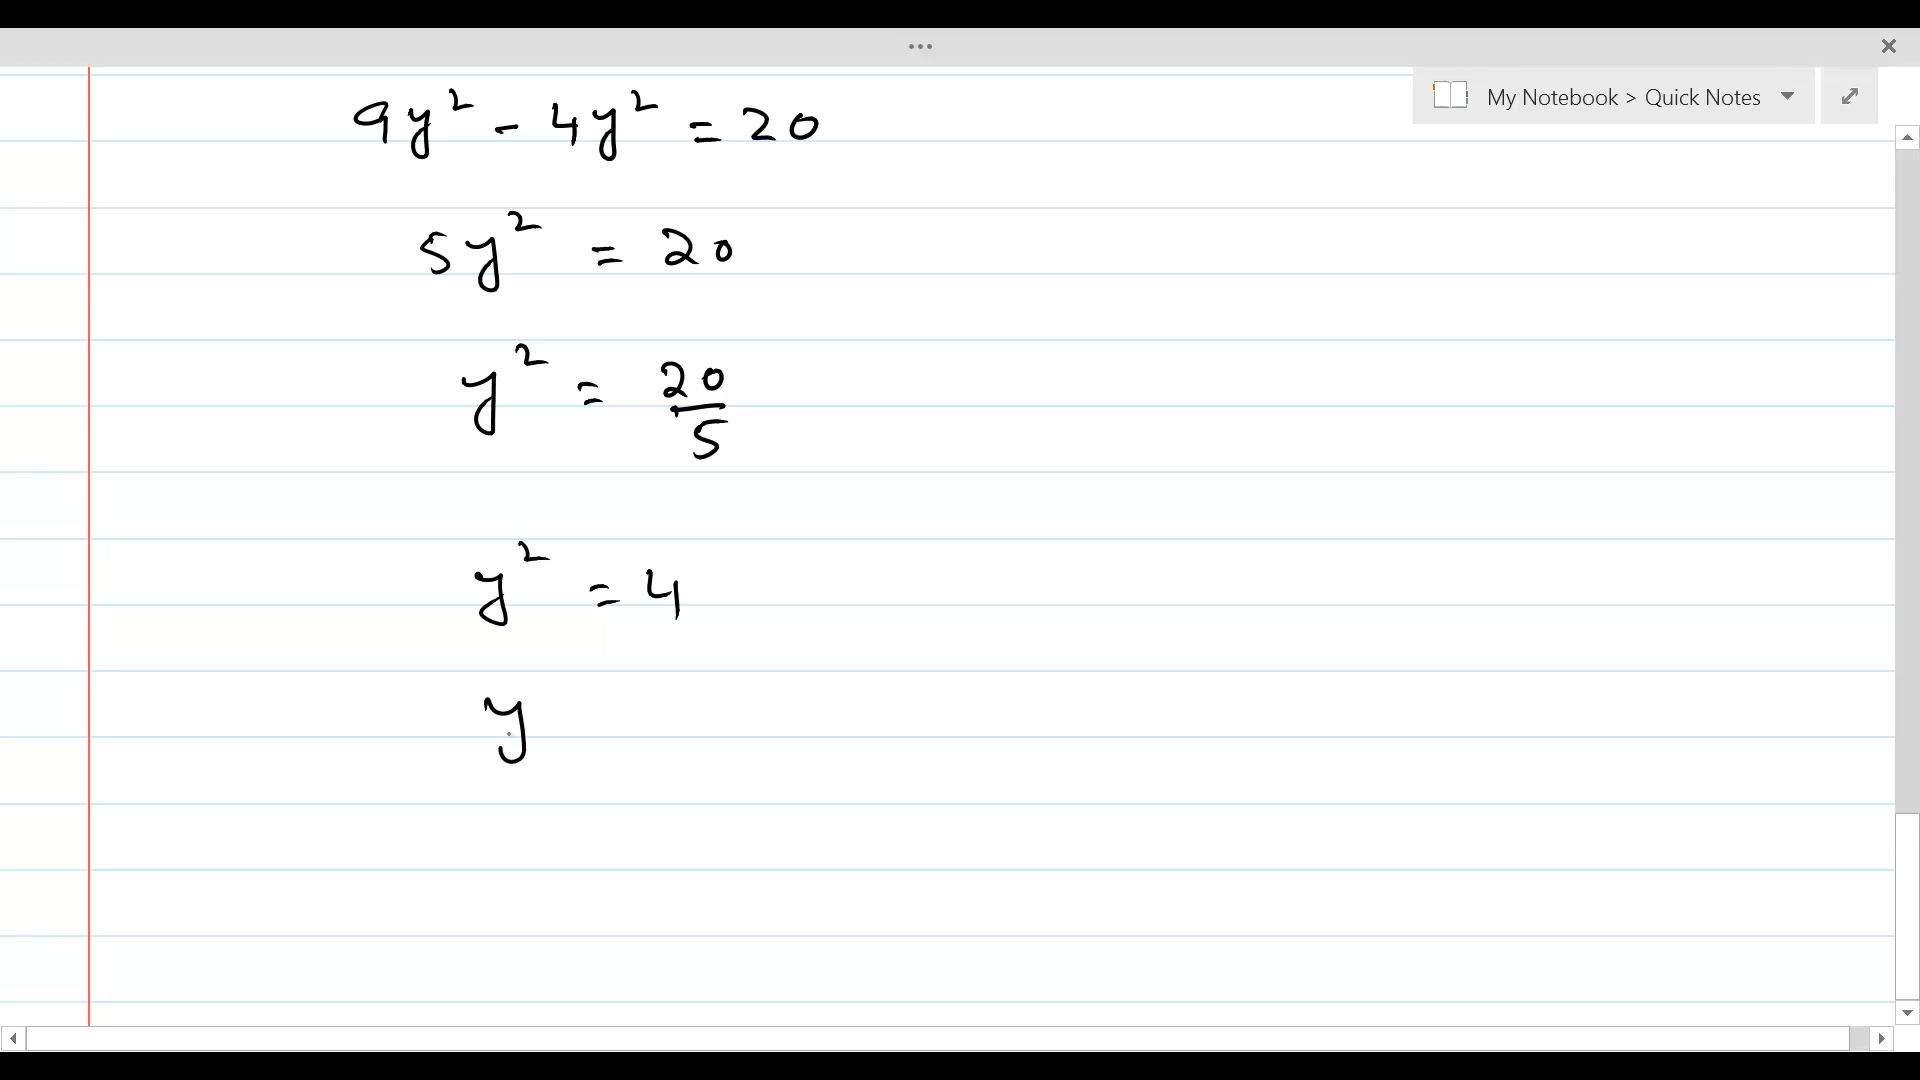 My Notebook > Quick Notes
9y² - 4y² = 20
5y² = 20
y² = 20/5
y² = 4
y